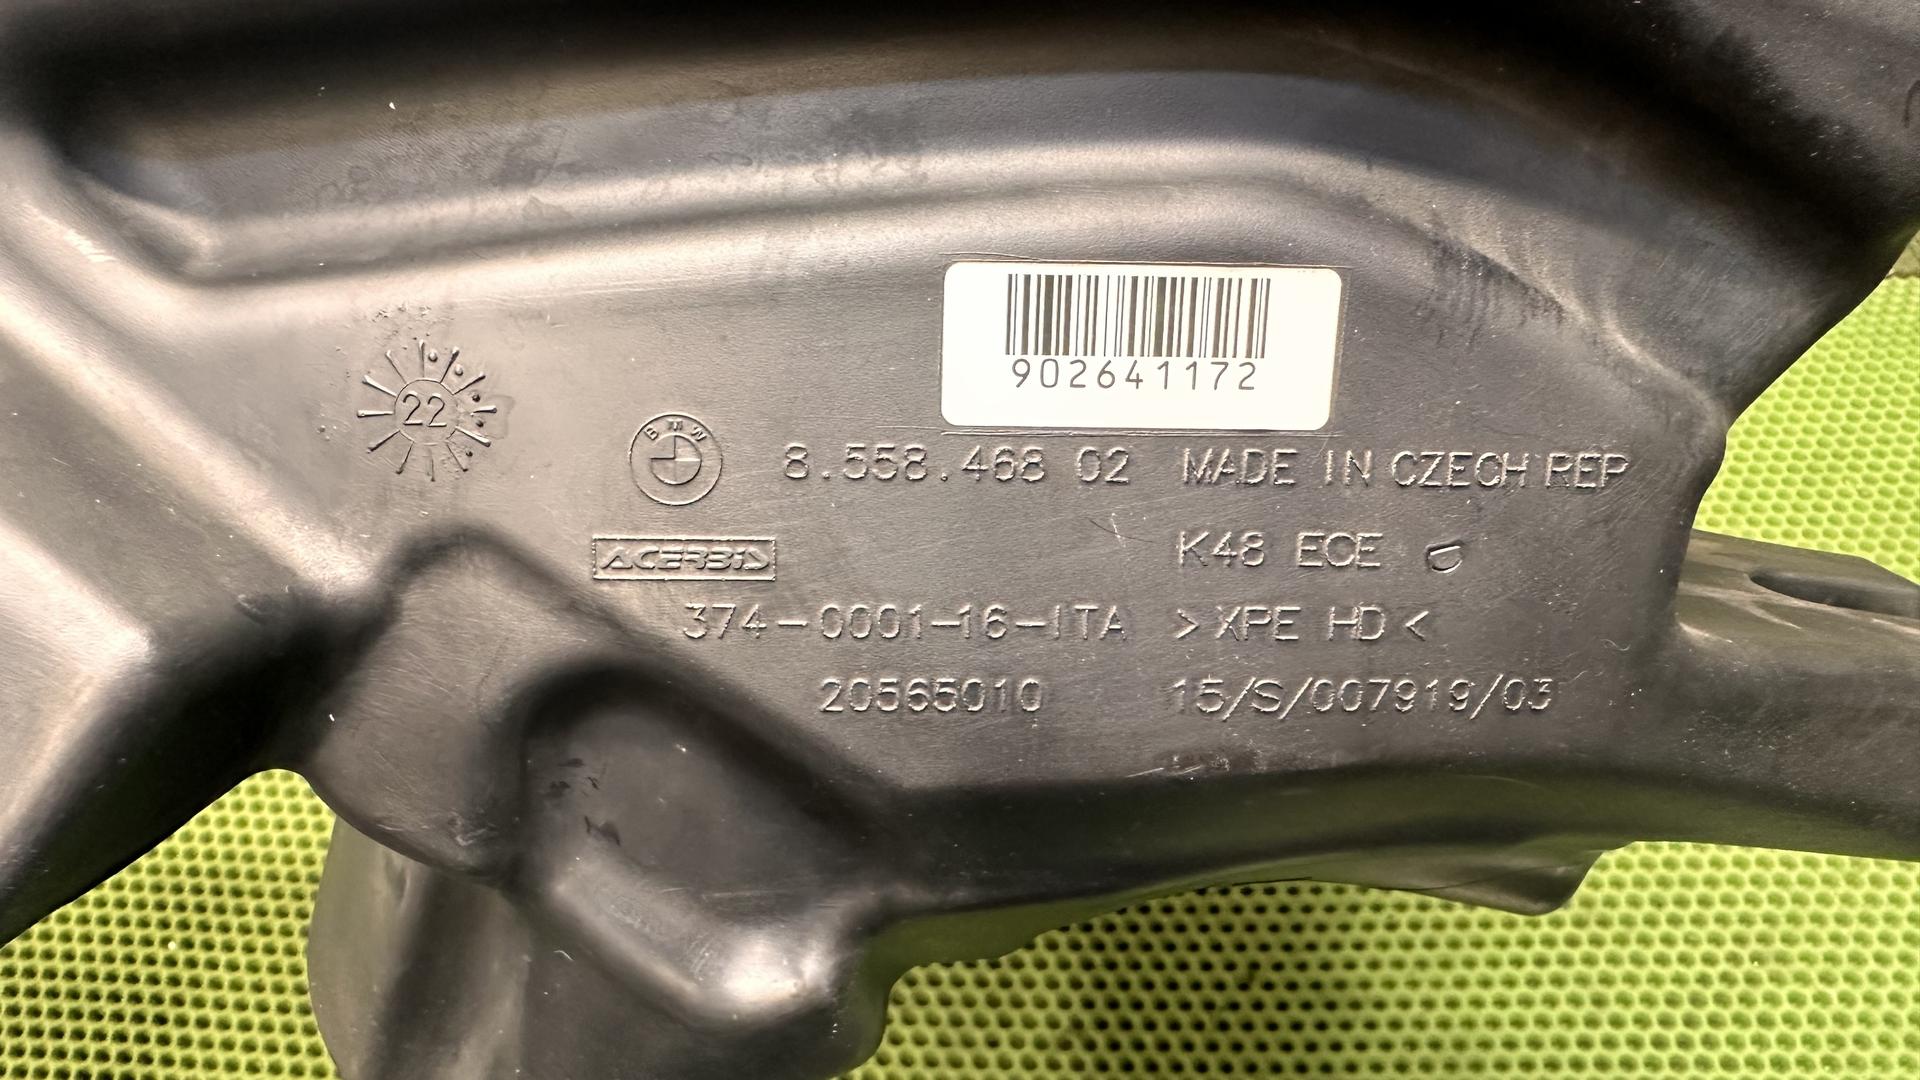 902641172
22
BMW
8.558.468 02 MADE IN CZECH REP
ACERBIS
K48 ECE
374-0001-16-ITA >XPE HD<
20565010 15/S/007919/03